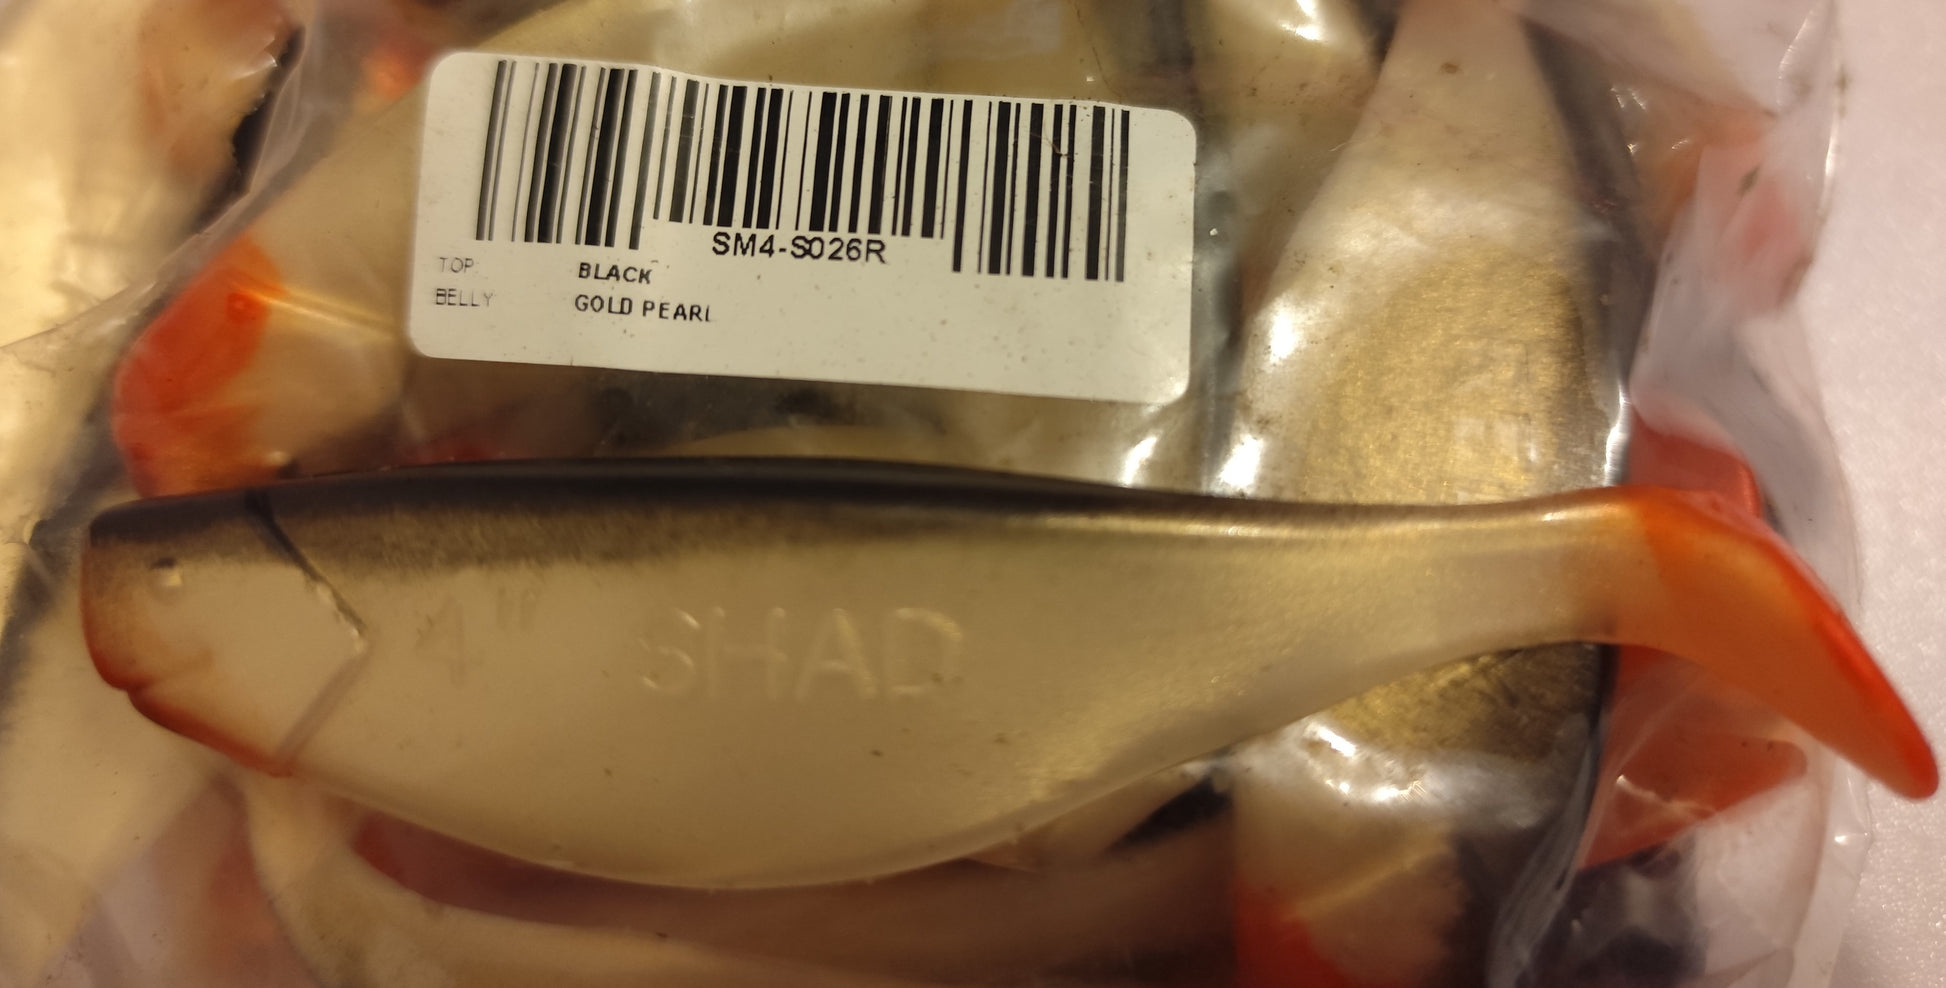 SM4-S026R
TOP BLACK
BELLY GOLD PEARL
4" SHAD